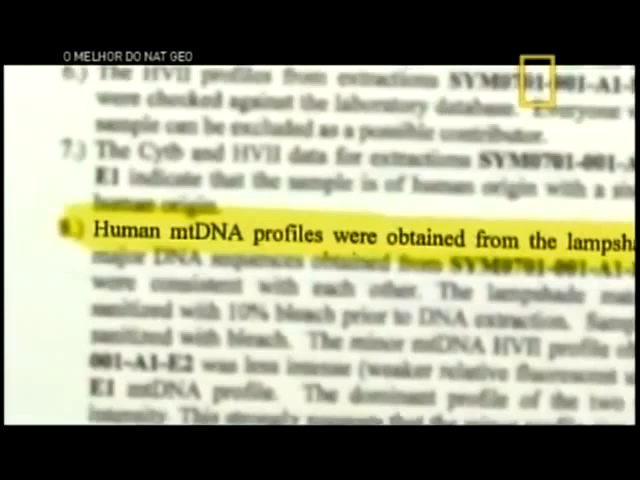 O MELHOR DO NAT GEO
6.) The HVII profiles from extractions SYM0701-001-A1-
were checked against the laboratory database. Everyone
sample can be excluded as a possible contributor.
7.) The Cytb and HVII data for extractions SYM0701-001-A
E1 indicate that the sample is of human origin with a
human origin.
8.) Human mtDNA profiles were obtained from the lampsha
major DNA sequences obtained from SYM0701-001-A1-
were consistent with each other. The lampshade mat
sanitized with 10% bleach prior to DNA extraction. Sam
sanitized with bleach. The minor mtDNA HVII profile o
001-A1-E2 was less intense (weaker relative fluorescent
E1 mtDNA profile. The dominant profile of the two
intensity. This strongly suggests that the minor profile